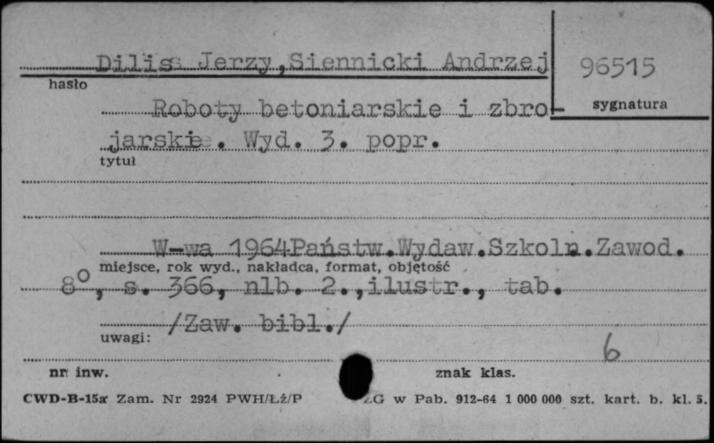 Dilis Jerzy, Siennicki Andrzej
96515
hasło
sygnatura
Roboty betoniarskie i zbro-
jarskie. Wyd. 3. popr.
tytuł
W-wa 1964 Państw.Wydaw.Szkoln.Zawod.
miejsce, rok wyd., nakładca, format, objętość
8°, s. 366, nlb. 2.,ilustr., tab.
/Zaw. bibl./
uwagi:
6
nr inw.
znak klas.
CWD-B-15a Zam. Nr 2924 PWH/Łź/P ZG w Pab. 912-64 1 000 000 szt. kart. b. kl. 5.